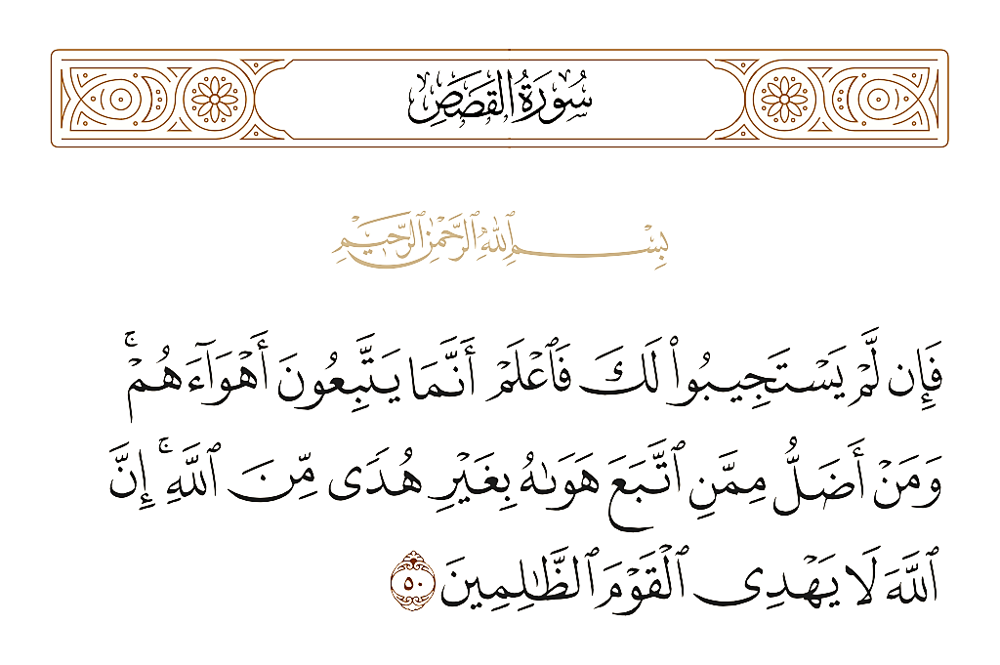 سُورَةُ القَصَصِ
بِسْمِ ٱللَّهِ ٱلرَّحْمَٰنِ ٱلرَّحِيمِ
فَإِن لَّمْ يَسْتَجِيبُوا۟ لَكَ فَٱعْلَمْ أَنَّمَا يَتَّبِعُونَ أَهْوَآءَهُمْ ۚ
وَمَنْ أَضَلُّ مِمَّنِ ٱتَّبَعَ هَوَىٰهُ بِغَيْرِ هُدًى مِّنَ ٱللَّهِ ۚ إِنَّ
ٱللَّهَ لَا يَهْدِى ٱلْقَوْمَ ٱلظَّٰلِمِينَ ٥٠